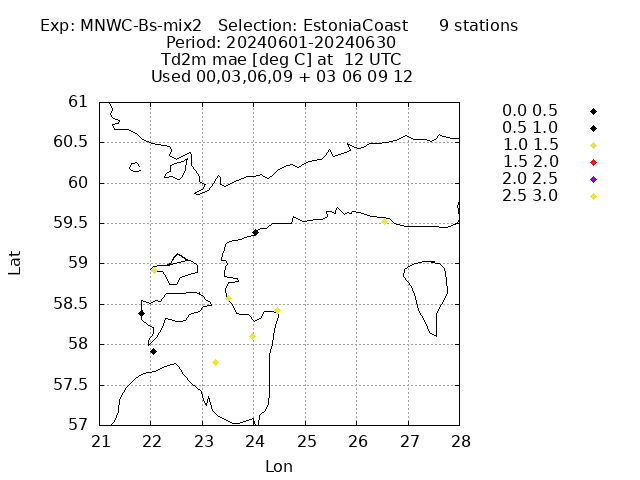 Exp: MNWC-Bs-mix2 Selection: EstoniaCoast 9 stations
Period: 20240601-20240630
Td2m mae [deg C] at 12 UTC
Used 00,03,06,09 + 03 06 09 12
0.0 0.5
0.5 1.0
1.0 1.5
1.5 2.0
2.0 2.5
2.5 3.0
61
60.5
60
59.5
59
58.5
58
57.5
57
Lat
21 22 23 24 25 26 27 28
Lon